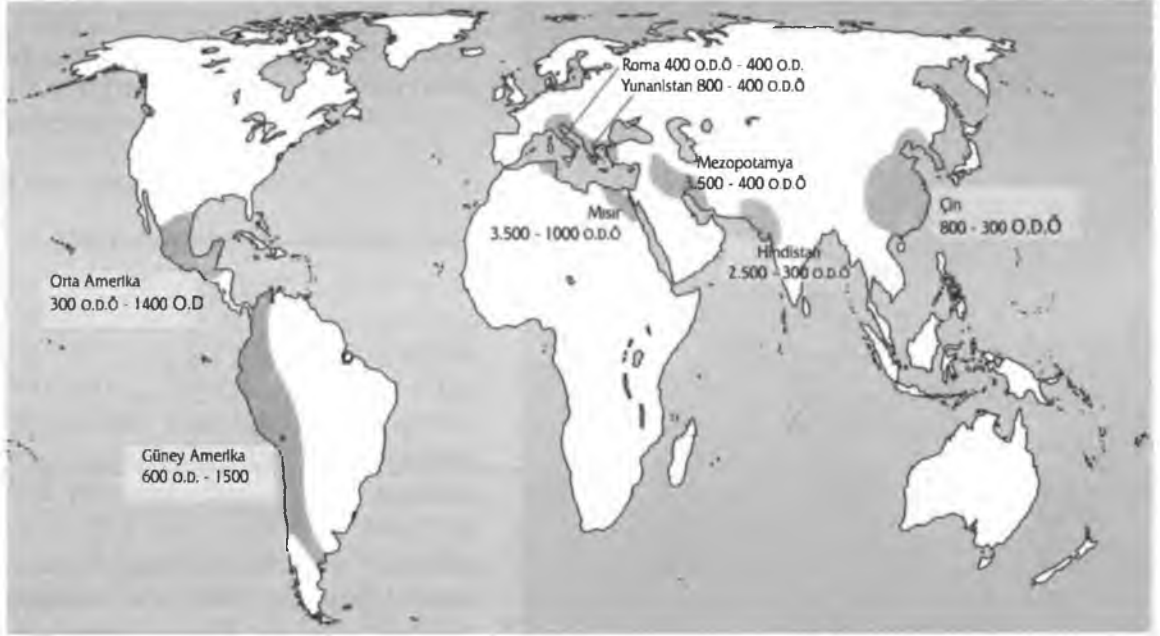 Roma 400 O.D.Ö - 400 O.D.
Yunanistan 800 - 400 O.D.Ö
Mezopotamya
3.500 - 400 O.D.Ö
Mısır
3.500 - 1000 O.D.Ö
Hindistan
2.500 - 300 O.D.Ö
Çin
800 - 300 O.D.Ö
Orta Amerika
300 O.D.Ö - 1400 O.D
Güney Amerika
600 O.D. - 1500